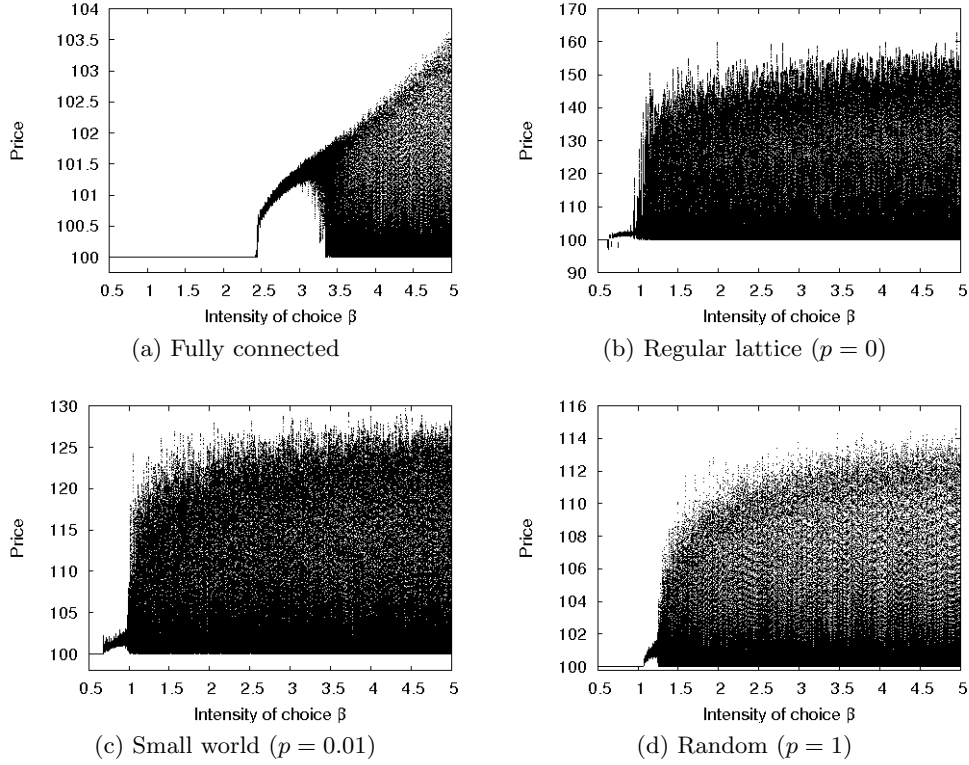 104
103.5
103
102.5
102
101.5
101
100.5
100
Price
0.5 1 1.5 2 2.5 3 3.5 4 4.5 5
Intensity of choice β
(a) Fully connected
170
160
150
140
130
120
110
100
90
Price
0.5 1 1.5 2 2.5 3 3.5 4 4.5 5
Intensity of choice β
(b) Regular lattice (p = 0)
130
125
120
115
110
105
100
Price
0.5 1 1.5 2 2.5 3 3.5 4 4.5 5
Intensity of choice β
(c) Small world (p = 0.01)
116
114
112
110
108
106
104
102
100
Price
0.5 1 1.5 2 2.5 3 3.5 4 4.5 5
Intensity of choice β
(d) Random (p = 1)